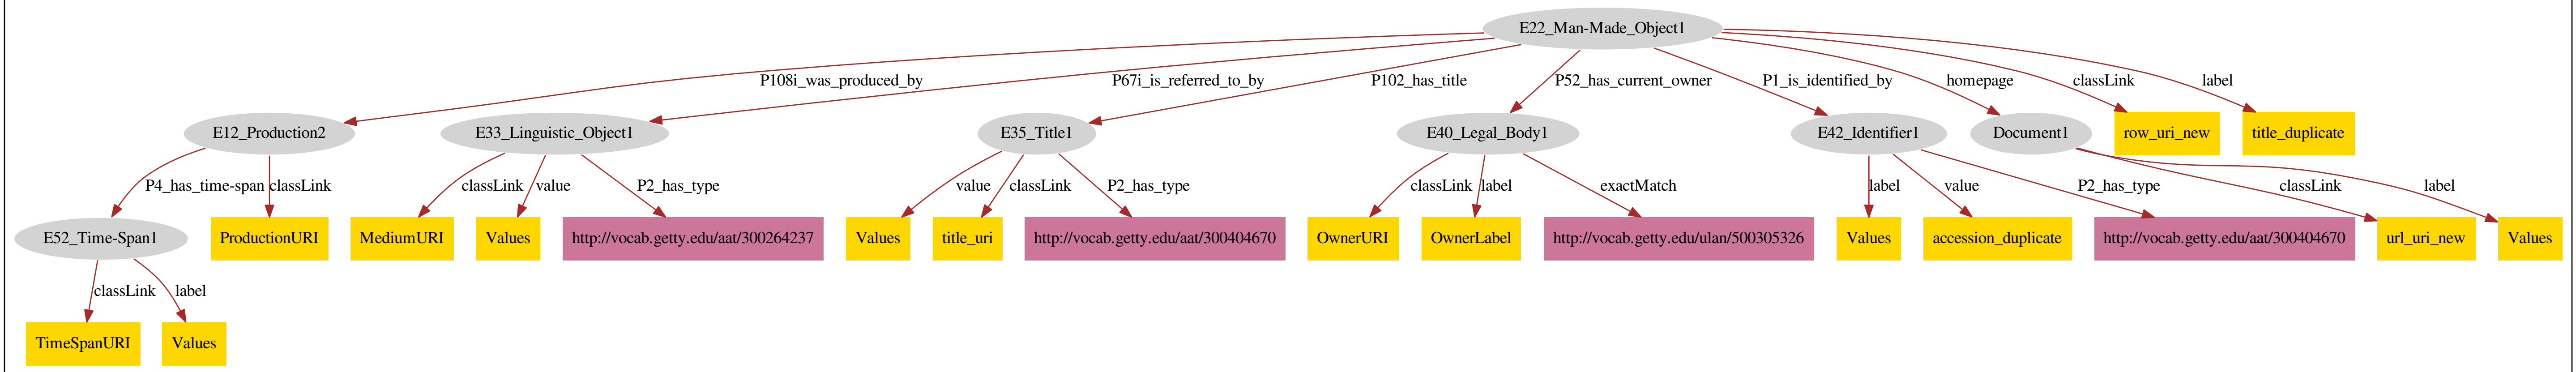 E22_Man-Made_Object1
P108i_was_produced_by
P67i_is_referred_to_by
P102_has_title
P52_has_current_owner
P1_is_identified_by
homepage
classLink
label
E12_Production2
E33_Linguistic_Object1
E35_Title1
E40_Legal_Body1
E42_Identifier1
Document1
row_uri_new
title_duplicate
P4_has_time-span
classLink
classLink
value
P2_has_type
value
classLink
P2_has_type
classLink
label
exactMatch
label
value
P2_has_type
classLink
label
E52_Time-Span1
ProductionURI
MediumURI
Values
http://vocab.getty.edu/aat/300264237
Values
title_uri
http://vocab.getty.edu/aat/300404670
OwnerURI
OwnerLabel
http://vocab.getty.edu/ulan/500305326
Values
accession_duplicate
http://vocab.getty.edu/aat/300404670
url_uri_new
Values
classLink
label
TimeSpanURI
Values